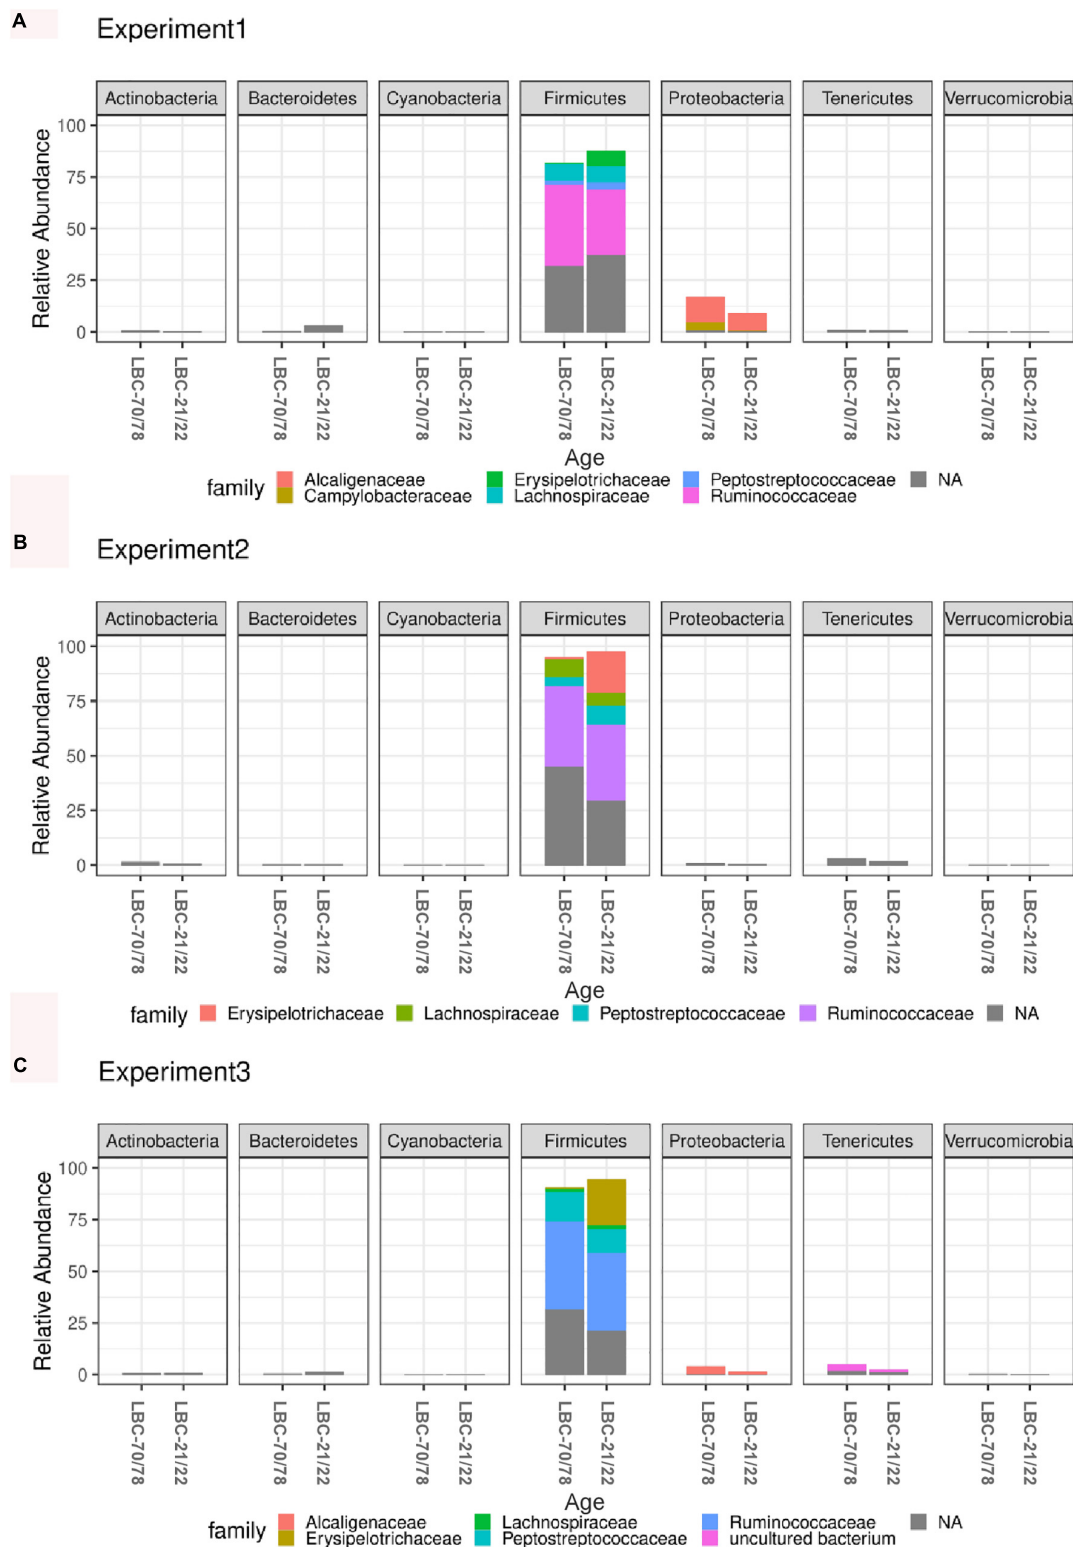 A
Experiment1
Actinobacteria Bacteroidetes Cyanobacteria Firmicutes Proteobacteria Tenericutes Verrucomicrobia
Relative Abundance
100
75
50
25
0
LBC-70/78 LBC-21/22 LBC-70/78 LBC-21/22 LBC-70/78 LBC-21/22 LBC-70/78 LBC-21/22 LBC-70/78 LBC-21/22 LBC-70/78 LBC-21/22 LBC-70/78 LBC-21/22
Age
family
Alcaligenaceae Erysipelotrichaceae Peptostreptococcaceae NA
Campylobacteraceae Lachnospiraceae Ruminococcaceae
B
Experiment2
Actinobacteria Bacteroidetes Cyanobacteria Firmicutes Proteobacteria Tenericutes Verrucomicrobia
Relative Abundance
100
75
50
25
0
LBC-70/78 LBC-21/22 LBC-70/78 LBC-21/22 LBC-70/78 LBC-21/22 LBC-70/78 LBC-21/22 LBC-70/78 LBC-21/22 LBC-70/78 LBC-21/22 LBC-70/78 LBC-21/22
Age
family Erysipelotrichaceae Lachnospiraceae Peptostreptococcaceae Ruminococcaceae NA
C
Experiment3
Actinobacteria Bacteroidetes Cyanobacteria Firmicutes Proteobacteria Tenericutes Verrucomicrobia
Relative Abundance
100
75
50
25
0
LBC-70/78 LBC-21/22 LBC-70/78 LBC-21/22 LBC-70/78 LBC-21/22 LBC-70/78 LBC-21/22 LBC-70/78 LBC-21/22 LBC-70/78 LBC-21/22 LBC-70/78 LBC-21/22
Age
family
Alcaligenaceae Lachnospiraceae Ruminococcaceae NA
Erysipelotrichaceae Peptostreptococcaceae uncultured bacterium